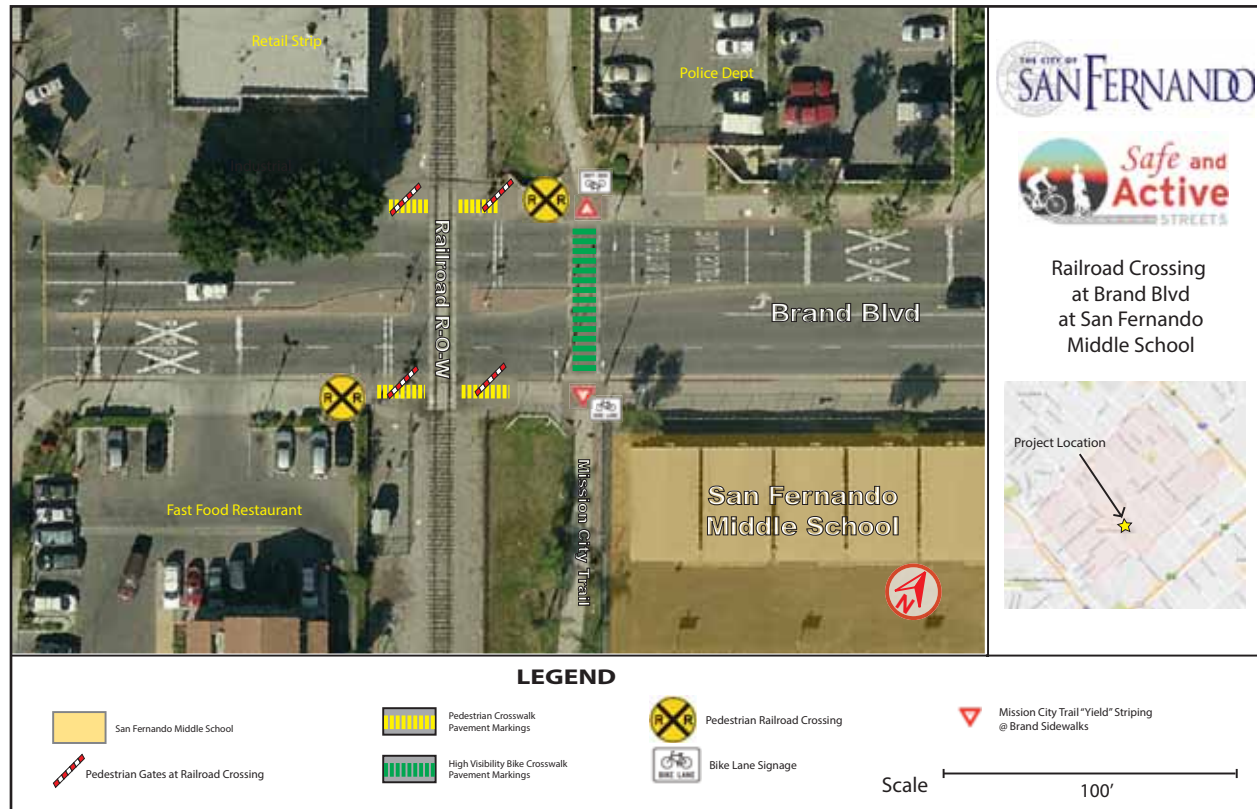 Retail Strip
Police Dept
Railroad R-O-W
Brand Blvd
Fast Food Restaurant
Mission City Trail
San Fernando
Middle School
N
THE CITY OF
SAN FERNANDO
Safe and
Active
STREETS
Railroad Crossing
at Brand Blvd
at San Fernando
Middle School
Project Location
LEGEND
San Fernando Middle School
Pedestrian Gates at Railroad Crossing
Pedestrian Crosswalk
Pavement Markings
High Visibility Bike Crosswalk
Pavement Markings
R R
Pedestrian Railroad Crossing
BIKE LANE
Bike Lane Signage
Mission City Trail "Yield" Striping
@ Brand Sidewalks
Scale
100'